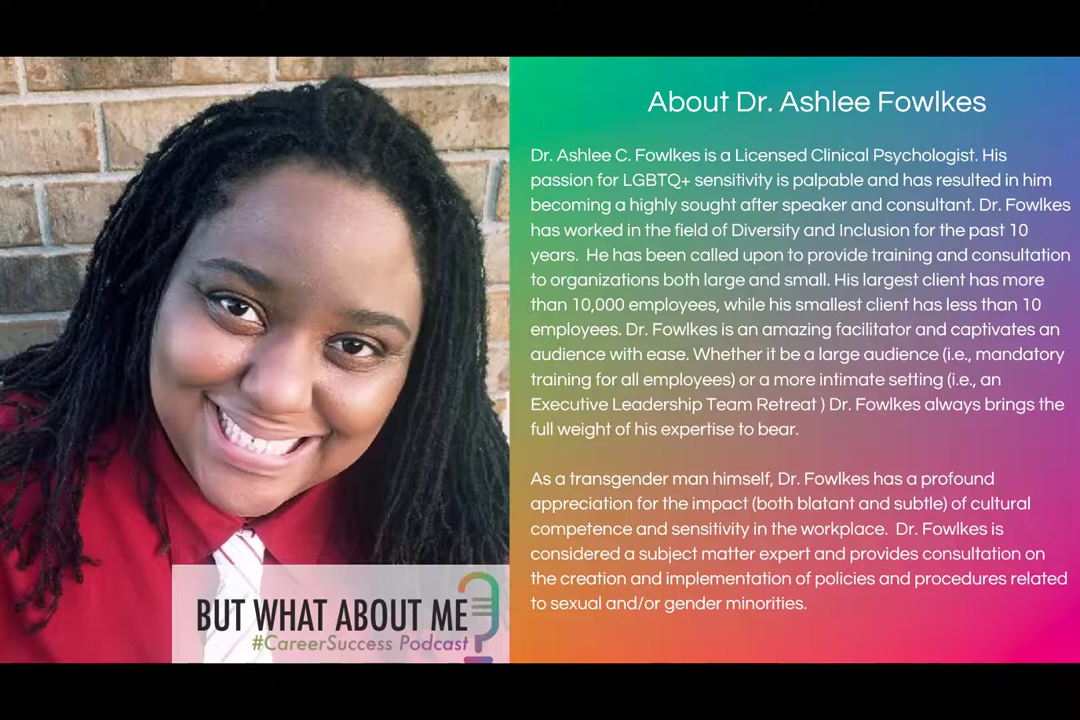 About Dr. Ashlee Fowlkes
Dr. Ashlee C. Fowlkes is a Licensed Clinical Psychologist. His
passion for LGBTQ+ sensitivity is palpable and has resulted in him
becoming a highly sought after speaker and consultant. Dr. Fowlkes
has worked in the field of Diversity and Inclusion for the past 10
years.  He has been called upon to provide training and consultation
to organizations both large and small. His largest client has more
than 10,000 employees, while his smallest client has less than 10
employees. Dr. Fowlkes is an amazing facilitator and captivates an
audience with ease. Whether it be a large audience (i.e., mandatory
training for all employees) or a more intimate setting (i.e., an
Executive Leadership Team Retreat ) Dr. Fowlkes always brings the
full weight of his expertise to bear.
As a transgender man himself, Dr. Fowlkes has a profound
appreciation for the impact (both blatant and subtle) of cultural
competence and sensitivity in the workplace.  Dr. Fowlkes is
considered a subject matter expert and provides consultation on
the creation and implementation of policies and procedures related
to sexual and/or gender minorities.
BUT WHAT ABOUT ME
#CareerSuccess Podcast